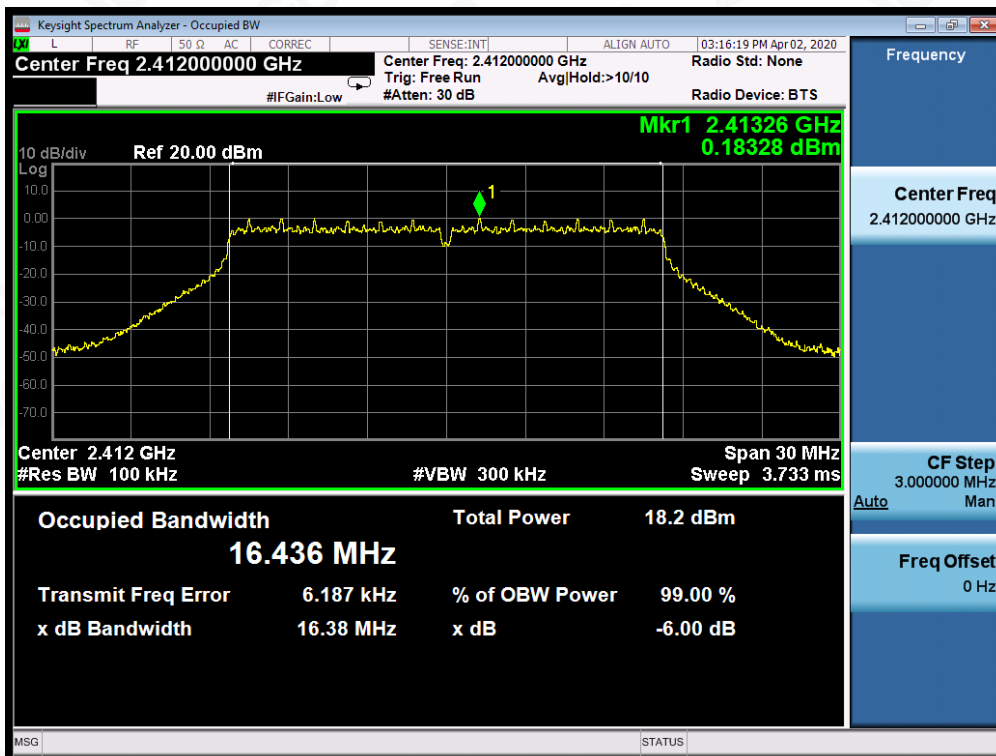 Keysight Spectrum Analyzer - Occupied BW
LXI L RF 50 Ω AC CORREC SENSE:INT ALIGN AUTO 03:16:19 PM Apr 02, 2020
Center Freq 2.412000000 GHz
#IFGain:Low
Center Freq: 2.412000000 GHz
Trig: Free Run Avg|Hold:>10/10
#Atten: 30 dB
Radio Std: None
Radio Device: BTS
Mkr1 2.41326 GHz
0.18328 dBm
10 dB/div Ref 20.00 dBm
Log
10.0
0.00
-10.0
-20.0
-30.0
-40.0
-50.0
-60.0
-70.0
1
Center 2.412 GHz Span 30 MHz
#Res BW 100 kHz #VBW 300 kHz Sweep 3.733 ms
Occupied Bandwidth Total Power 18.2 dBm
16.436 MHz
Transmit Freq Error 6.187 kHz % of OBW Power 99.00 %
x dB Bandwidth 16.38 MHz x dB -6.00 dB
MSG STATUS
Frequency
Center Freq
2.412000000 GHz
CF Step
3.000000 MHz
Auto Man
Freq Offset
0 Hz